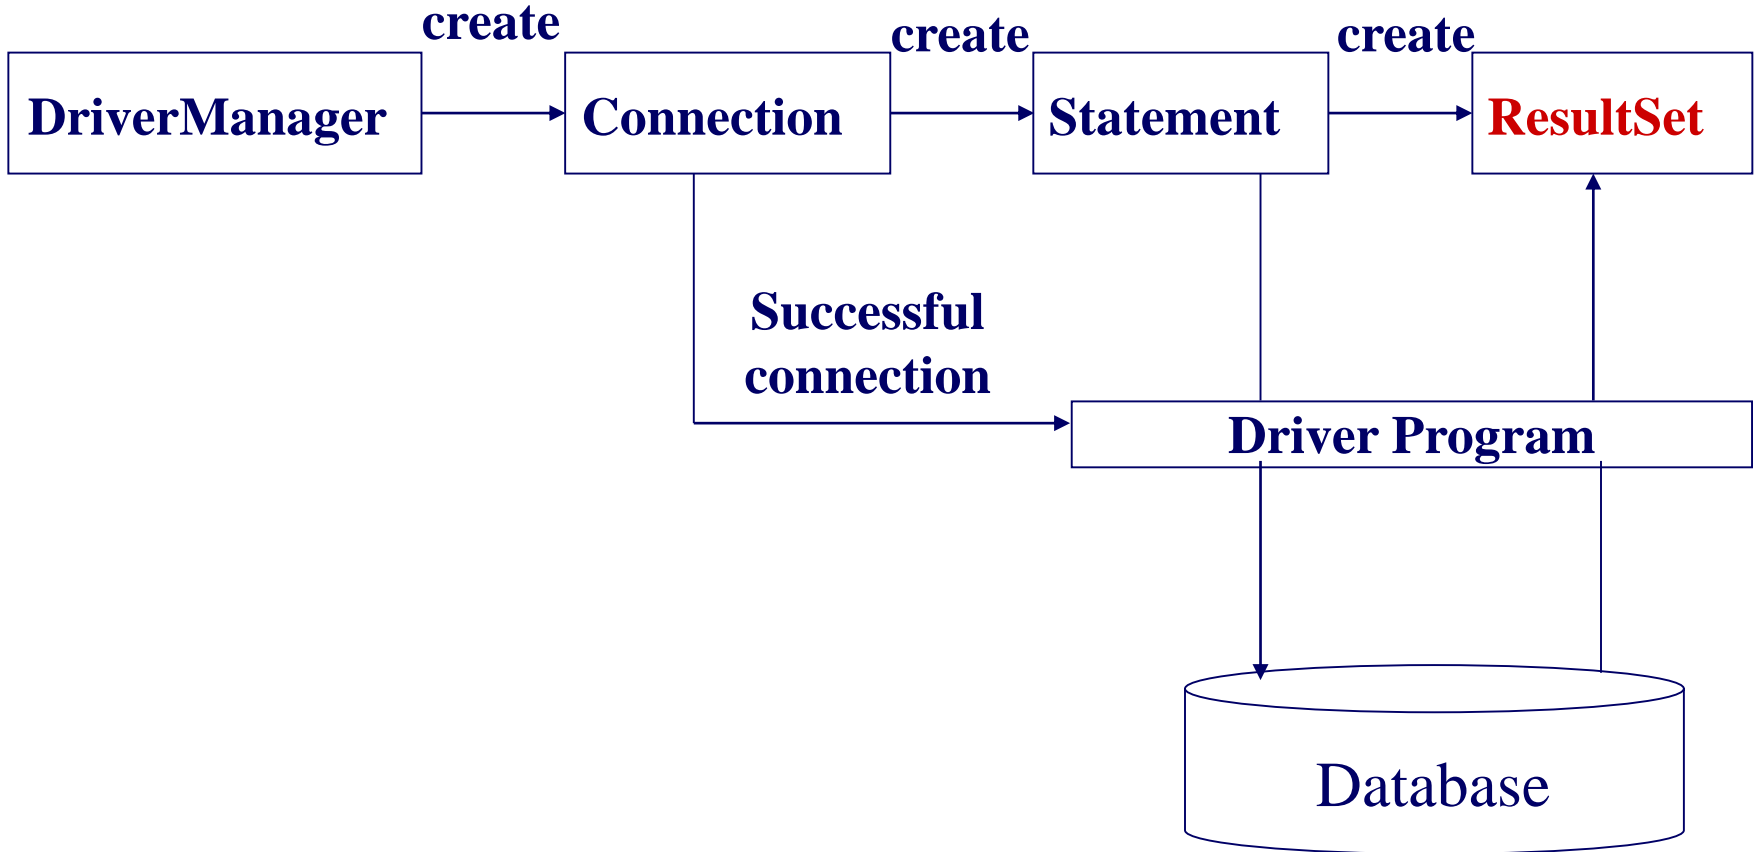 create
create
create
DriverManager
Connection
Statement
ResultSet
Successful
connection
Driver Program
Database